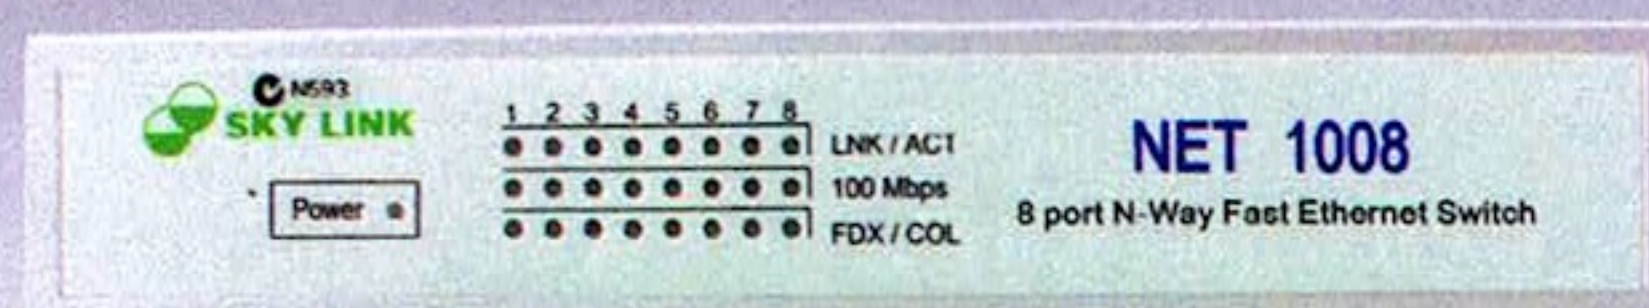 N593
SKY LINK
Power
1 2 3 4 5 6 7 8
LNK / ACT
100 Mbps
FDX / COL
NET 1008
8 port N-Way Fast Ethernet Switch